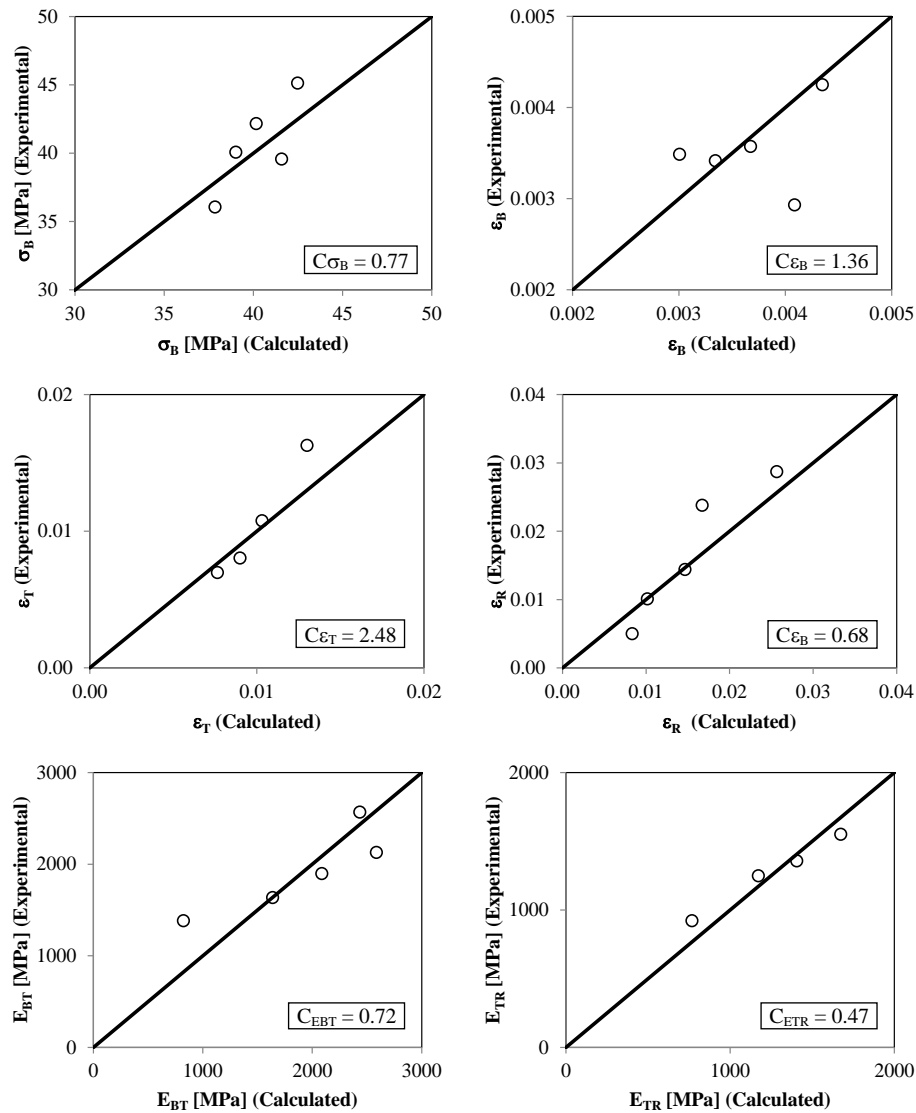 50
45
40
35
30
σB [MPa] (Experimental)
CσB = 0.77
30 35 40 45 50
σB [MPa] (Calculated)
0.005
0.004
0.003
0.002
εB (Experimental)
CεB = 1.36
0.002 0.003 0.004 0.005
εB (Calculated)
0.02
0.01
0.00
εT (Experimental)
CεT = 2.48
0.00 0.01 0.02
εT (Calculated)
0.04
0.03
0.02
0.01
0.00
εR (Experimental)
CεB = 0.68
0.00 0.01 0.02 0.03 0.04
εR (Calculated)
3000
2000
1000
0
EBT [MPa] (Experimental)
CEBT = 0.72
0 1000 2000 3000
EBT [MPa] (Calculated)
2000
1000
0
ETR [MPa] (Experimental)
CETR = 0.47
0 1000 2000
ETR [MPa] (Calculated)